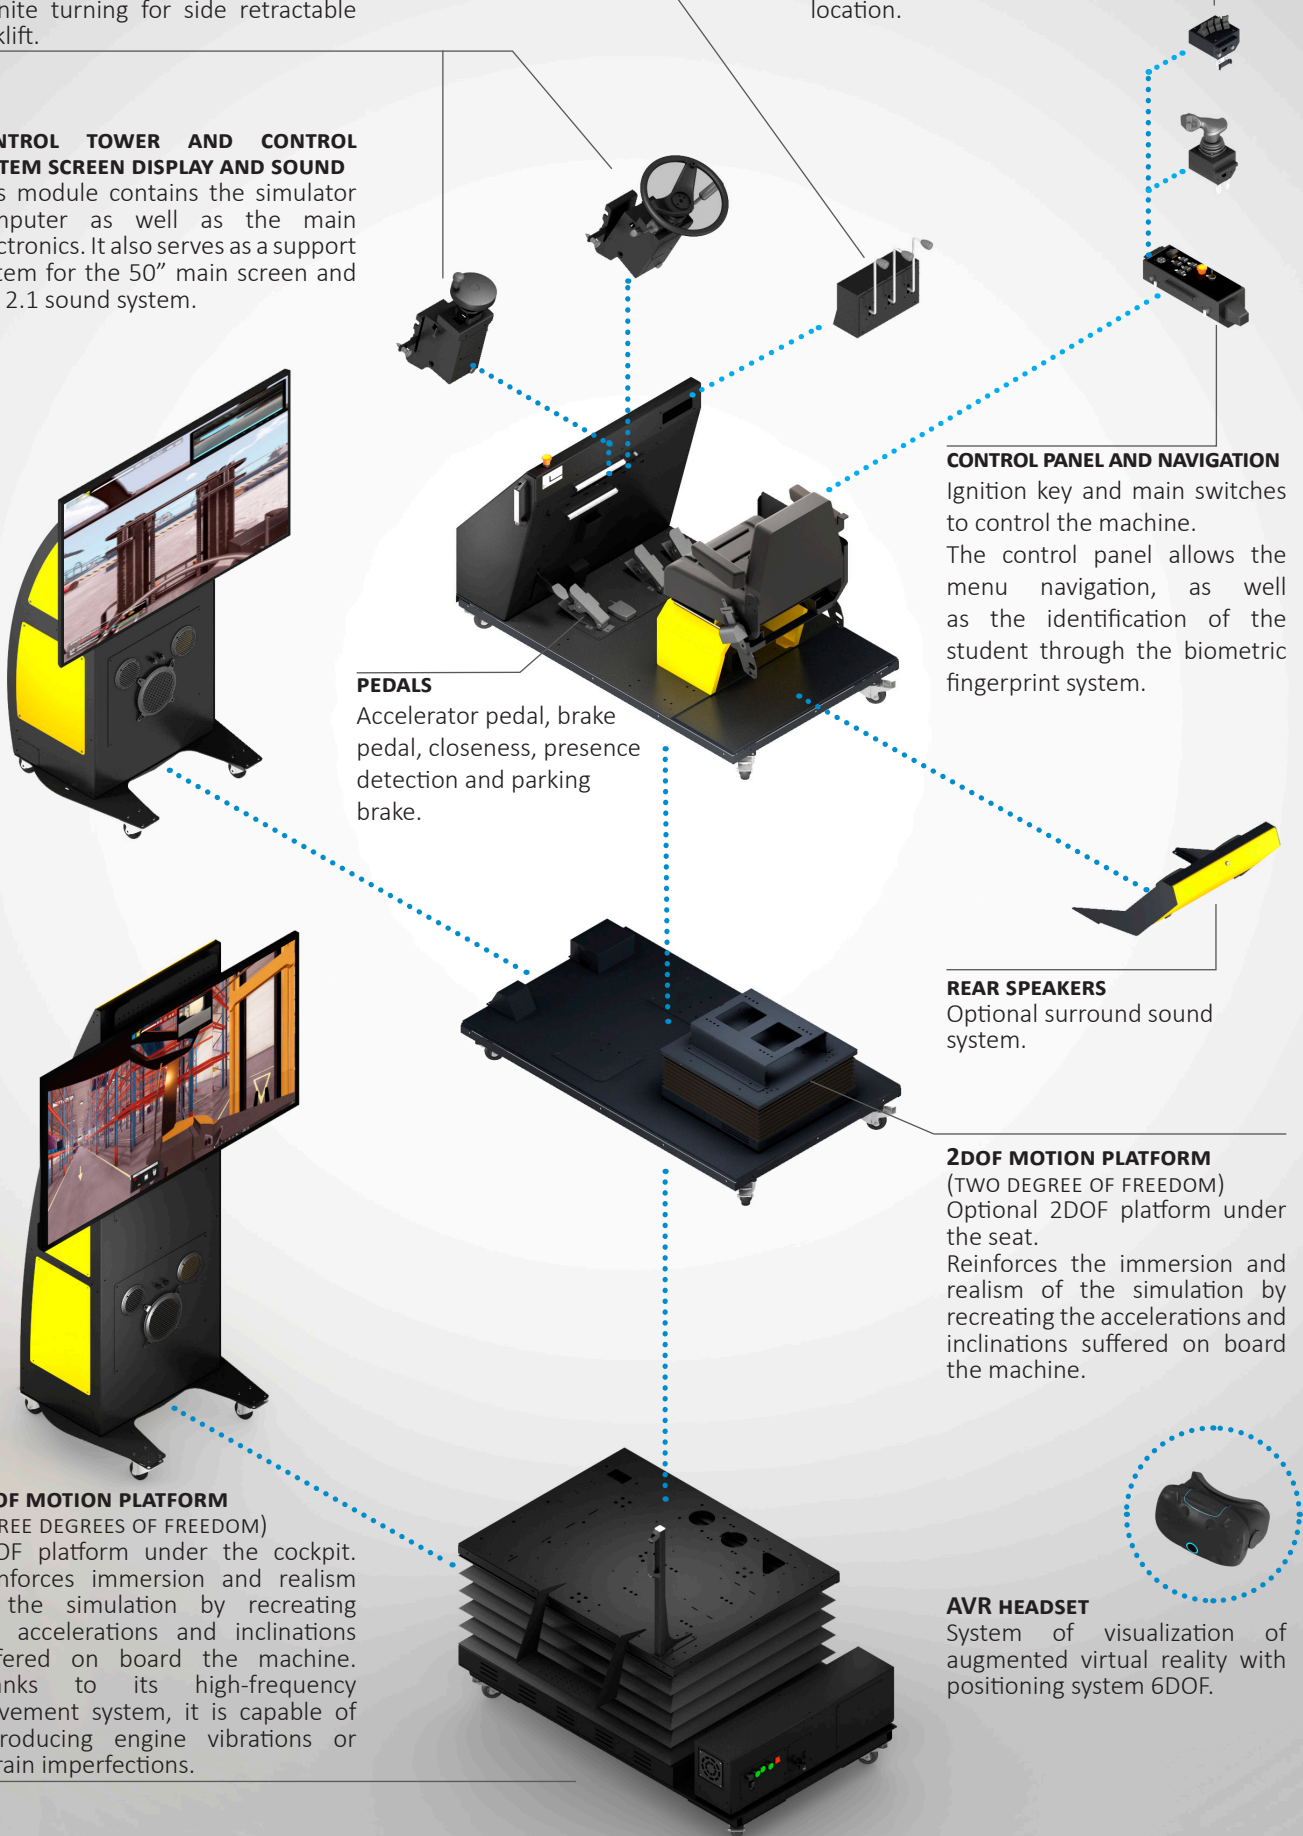 nite turning for side retractable
klift.
location.
NTROL TOWER AND CONTROL
TEM SCREEN DISPLAY AND SOUND
s module contains the simulator
mputer as well as the main
ctronics. It also serves as a support
tem for the 50” main screen and
2.1 sound system.
CONTROL PANEL AND NAVIGATION
Ignition key and main switches
to control the machine.
The control panel allows the
menu navigation, as well
as the identification of the
student through the biometric
fingerprint system.
PEDALS
Accelerator pedal, brake
pedal, closeness, presence
detection and parking
brake.
REAR SPEAKERS
Optional surround sound
system.
2DOF MOTION PLATFORM
(TWO DEGREE OF FREEDOM)
Optional 2DOF platform under
the seat.
Reinforces the immersion and
realism of the simulation by
recreating the accelerations and
inclinations suffered on board
the machine.
OF MOTION PLATFORM
REE DEGREES OF FREEDOM)
OF platform under the cockpit.
nforces immersion and realism
the simulation by recreating
accelerations and inclinations
fered on board the machine.
anks to its high-frequency
vement system, it is capable of
roducing engine vibrations or
rain imperfections.
AVR HEADSET
System of visualization of
augmented virtual reality with
positioning system 6DOF.